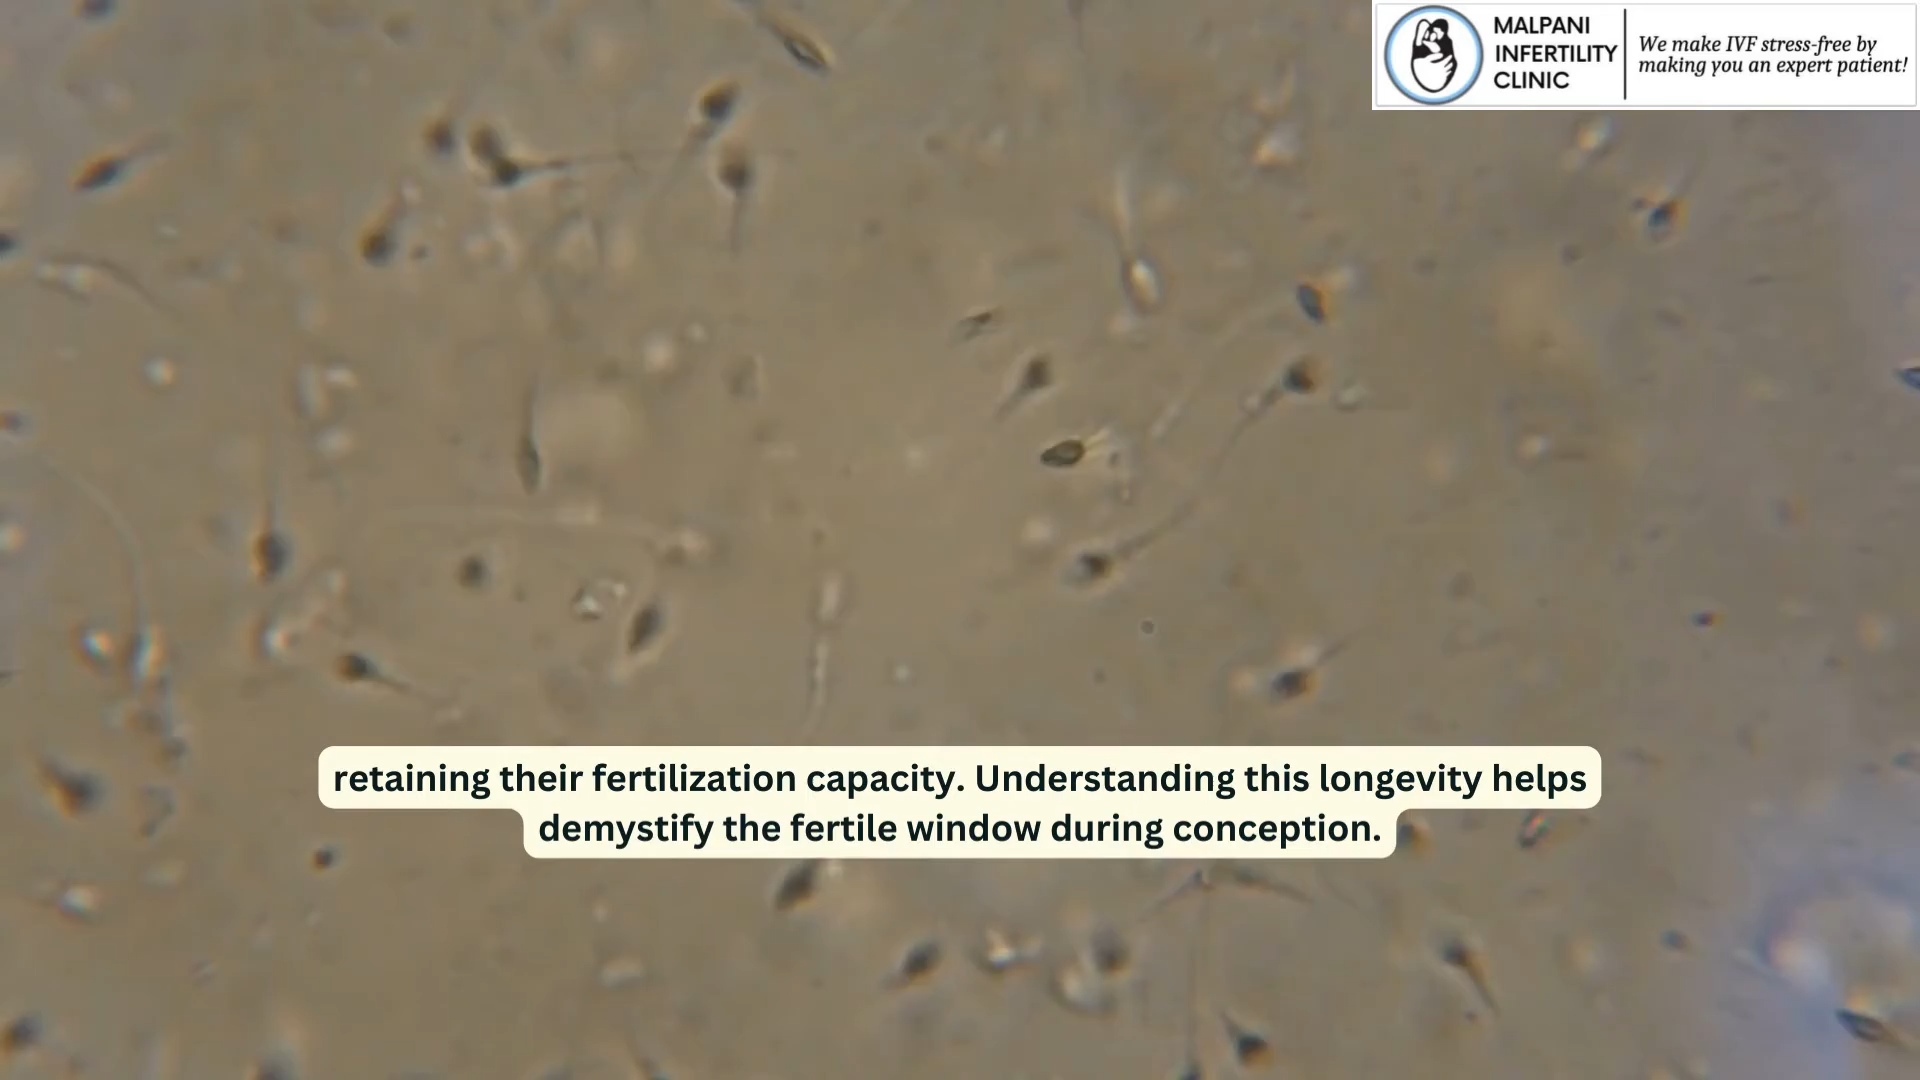 MALPANI
INFERTILITY
CLINIC
We make IVF stress-free by
making you an expert patient!
retaining their fertilization capacity. Understanding this longevity helps
demystify the fertile window during conception.